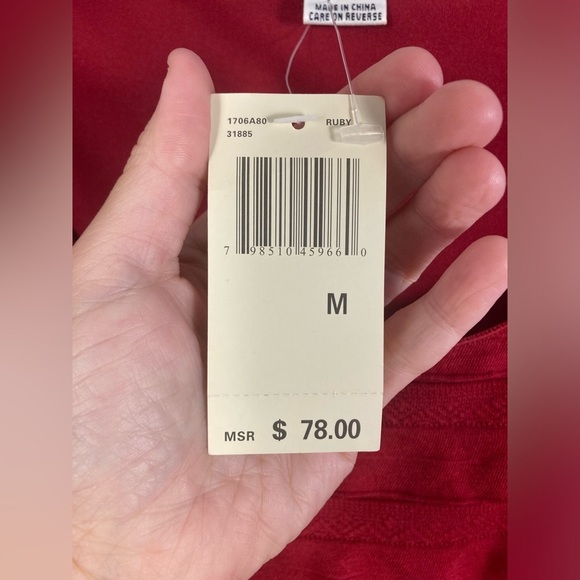 MADE IN CHINA
CARE ON REVERSE
1706A80 RUBY
31885
7 98510 45966 0
M
MSR $ 78.00